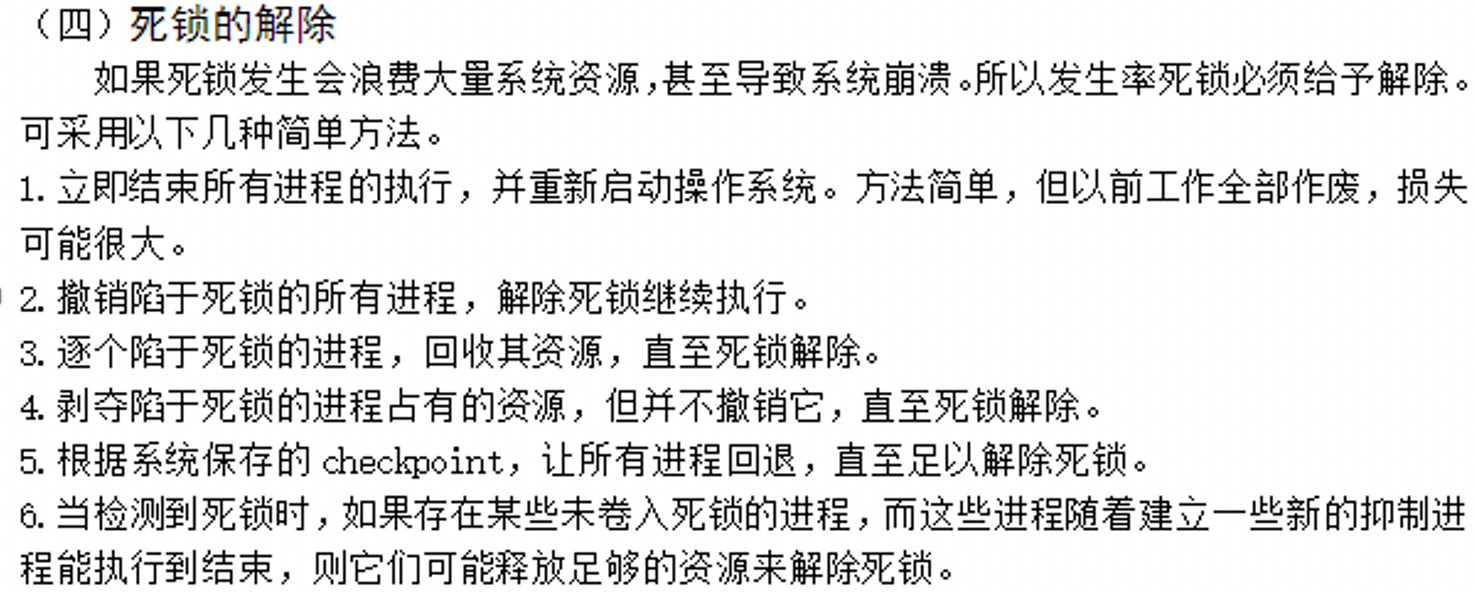 （四）死锁的解除
如果死锁发生会浪费大量系统资源,甚至导致系统崩溃。所以发生率死锁必须给予解除。
可采用以下几种简单方法。
1. 立即结束所有进程的执行，并重新启动操作系统。方法简单，但以前工作全部作废，损失
可能很大。
2. 撤销陷于死锁的所有进程，解除死锁继续执行。
3. 逐个陷于死锁的进程，回收其资源，直至死锁解除。
4. 剥夺陷于死锁的进程占有的资源，但并不撤销它，直至死锁解除。
5. 根据系统保存的 checkpoint，让所有进程回退，直至足以解除死锁。
6. 当检测到死锁时，如果存在某些未卷入死锁的进程，而这些进程随着建立一些新的抑制进
程能执行到结束，则它们可能释放足够的资源来解除死锁。